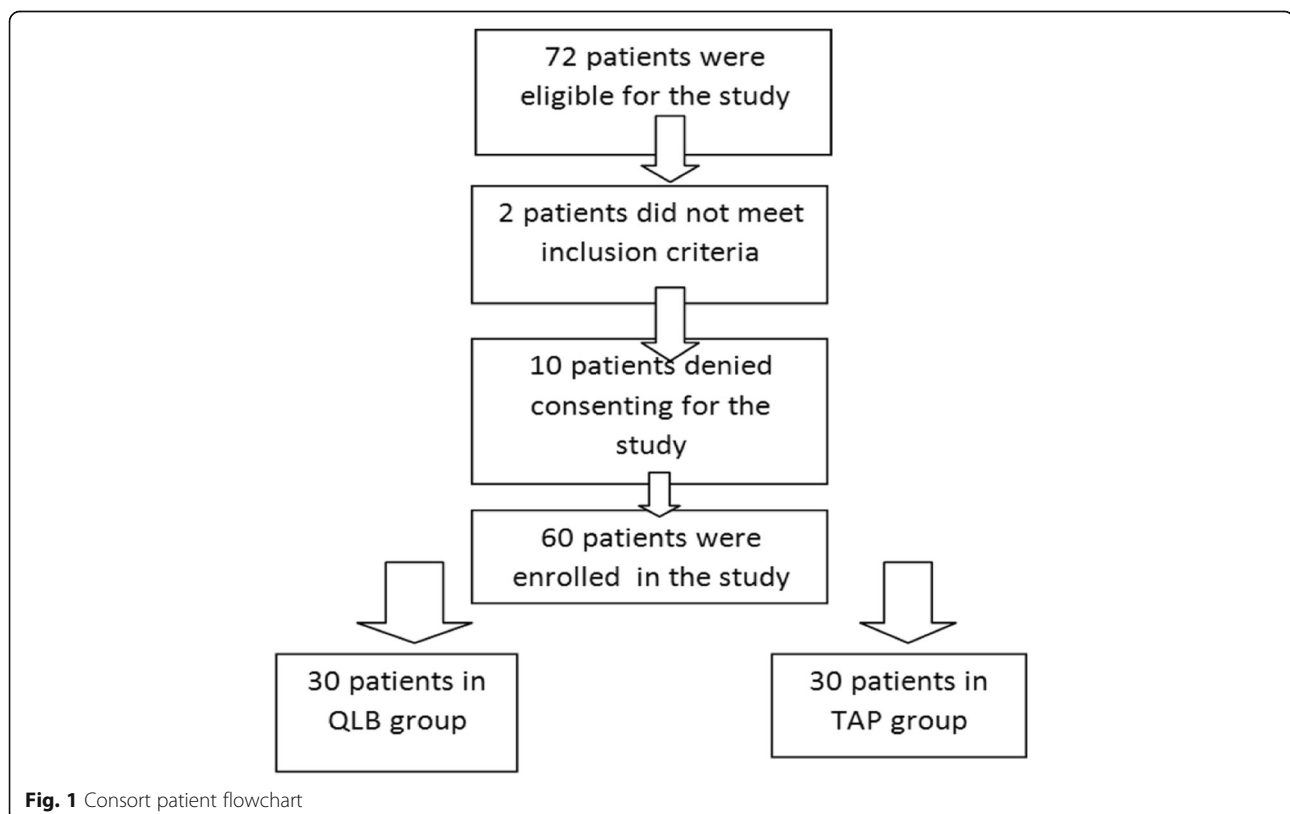 72 patients were
eligible for the study
2 patients did not meet
inclusion criteria
10 patients denied
consenting for the
study
60 patients were
enrolled in the study
30 patients in
QLB group
30 patients in
TAP group
Fig. 1 Consort patient flowchart